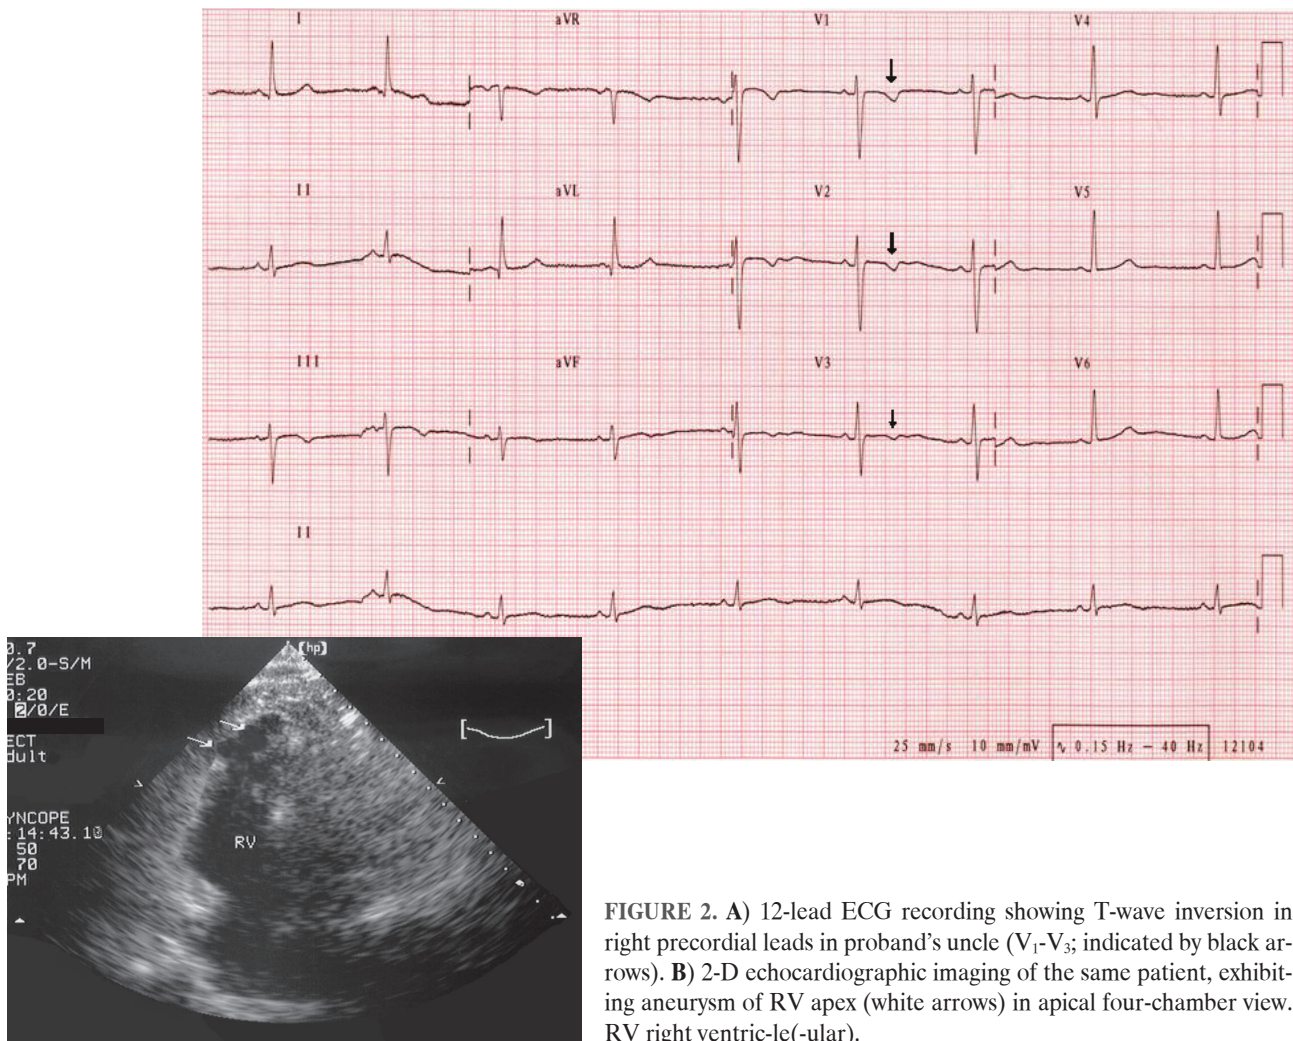 I aVR V1 V4
II aVL V2 V5
III aVF V3 V6
II
25 mm/s 10 mm/mV ∿ 0.15 Hz — 40 Hz 12104
0.7
/2.0-S/M
EB
0:20
2/0/E
ECT
dult
YNCOPE
:14:43.10
50
70
PM
[hp]
RV
FIGURE 2. A) 12-lead ECG recording showing T-wave inversion in
right precordial leads in proband's uncle (V₁-V₃; indicated by black ar-
rows). B) 2-D echocardiographic imaging of the same patient, exhibit-
ing aneurysm of RV apex (white arrows) in apical four-chamber view.
RV right ventric-le(-ular).